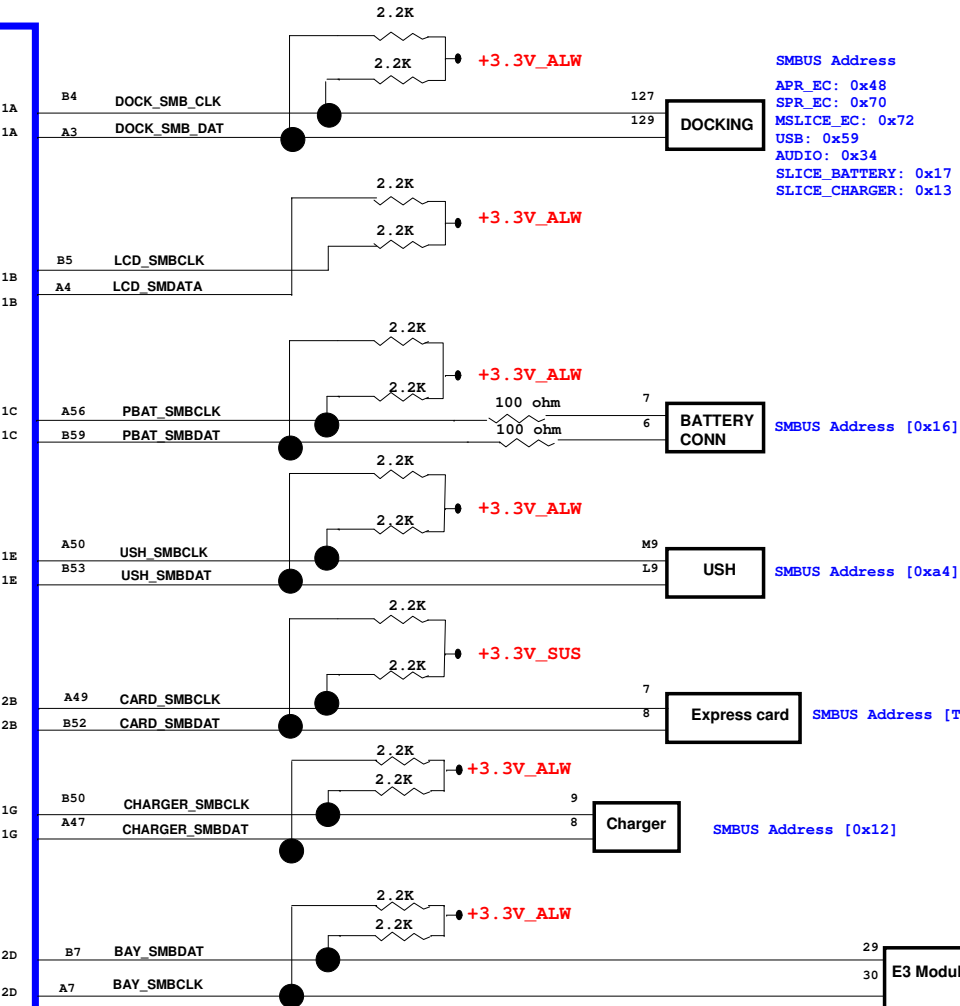 2.2K
2.2K
+3.3V_ALW
1A B4 DOCK_SMB_CLK 127
1A A3 DOCK_SMB_DAT 129
DOCKING
SMBUS Address
APR_EC: 0x48
SPR_EC: 0x70
MSLICE_EC: 0x72
USB: 0x59
AUDIO: 0x34
SLICE_BATTERY: 0x17
SLICE_CHARGER: 0x13
2.2K
2.2K
+3.3V_ALW
1B B5 LCD_SMBCLK
1B A4 LCD_SMDATA
2.2K
2.2K
+3.3V_ALW
1C A56 PBAT_SMBCLK 100 ohm 7
1C B59 PBAT_SMBDAT 100 ohm 6
BATTERY
CONN
SMBUS Address [0x16]
2.2K
2.2K
+3.3V_ALW
1E A50 USH_SMBCLK M9
1E B53 USH_SMBDAT L9
USH
SMBUS Address [0xa4]
2.2K
2.2K
+3.3V_SUS
2B A49 CARD_SMBCLK 7
2B B52 CARD_SMBDAT 8
Express card
SMBUS Address [T
2.2K
2.2K
+3.3V_ALW
1G B50 CHARGER_SMBCLK 9
1G A47 CHARGER_SMBDAT 8
Charger
SMBUS Address [0x12]
2.2K
2.2K
+3.3V_ALW
2D B7 BAY_SMBDAT 29
2D A7 BAY_SMBCLK 30
E3 Modul